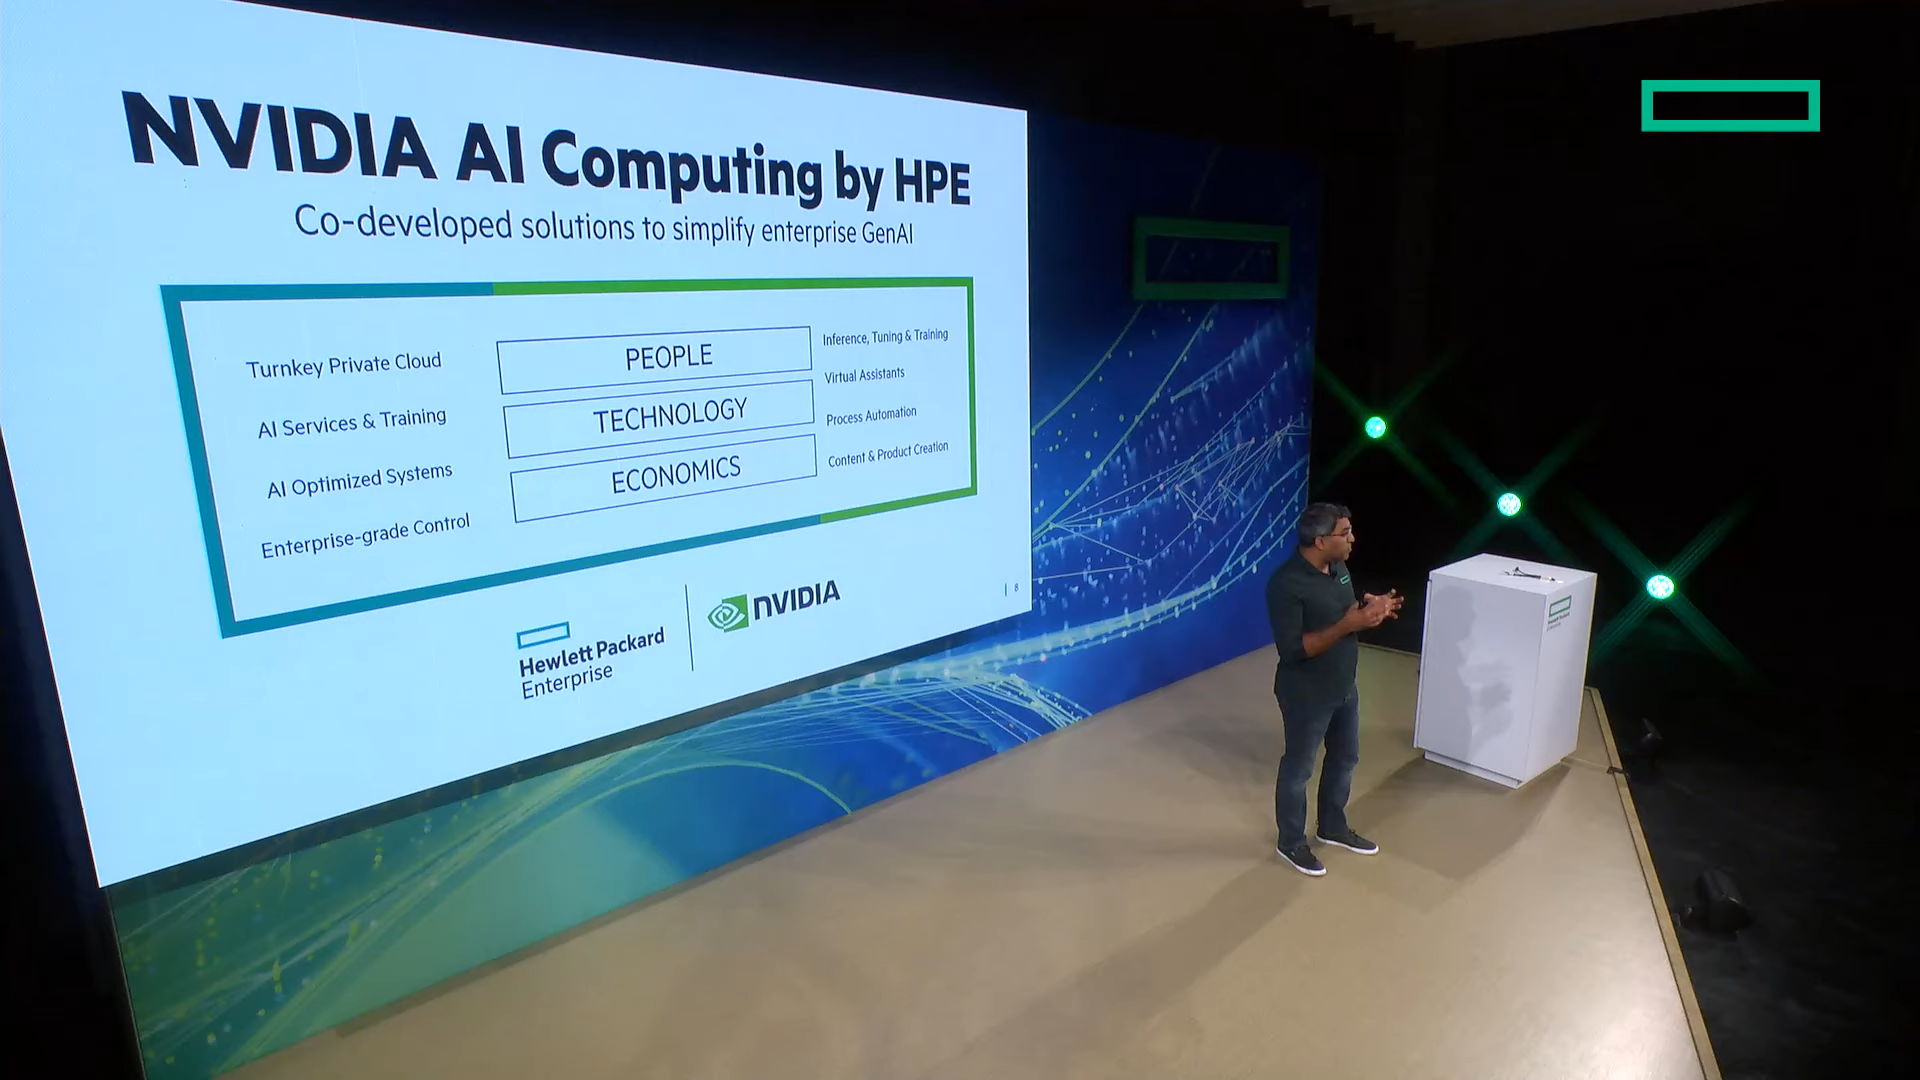 NVIDIA AI Computing by HPE
Co-developed solutions to simplify enterprise GenAI
Turnkey Private Cloud
AI Services & Training
AI Optimized Systems
Enterprise-grade Control
PEOPLE
TECHNOLOGY
ECONOMICS
Inference, Tuning & Training
Virtual Assistants
Process Automation
Content & Product Creation
Hewlett Packard
Enterprise
NVIDIA
8